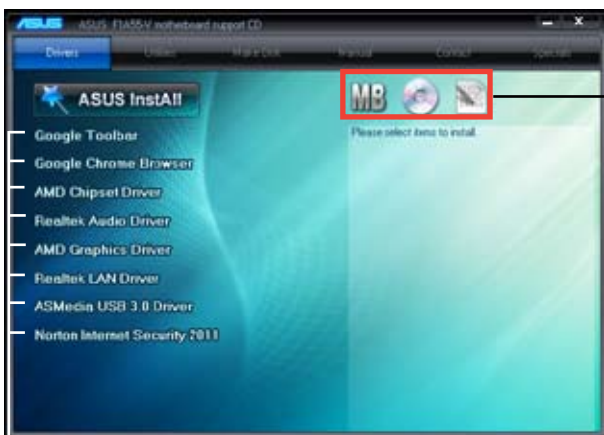 ASUS ASUS F1A55-V motherboard support CD
Drivers Utilities Make Disk Manual Contact Specials
ASUS InstAll
MB
Please select items to install.
Google Toolbar
Google Chrome Browser
AMD Chipset Driver
Realtek Audio Driver
AMD Graphics Driver
Realtek LAN Driver
ASMedia USB 3.0 Driver
Norton Internet Security 2011